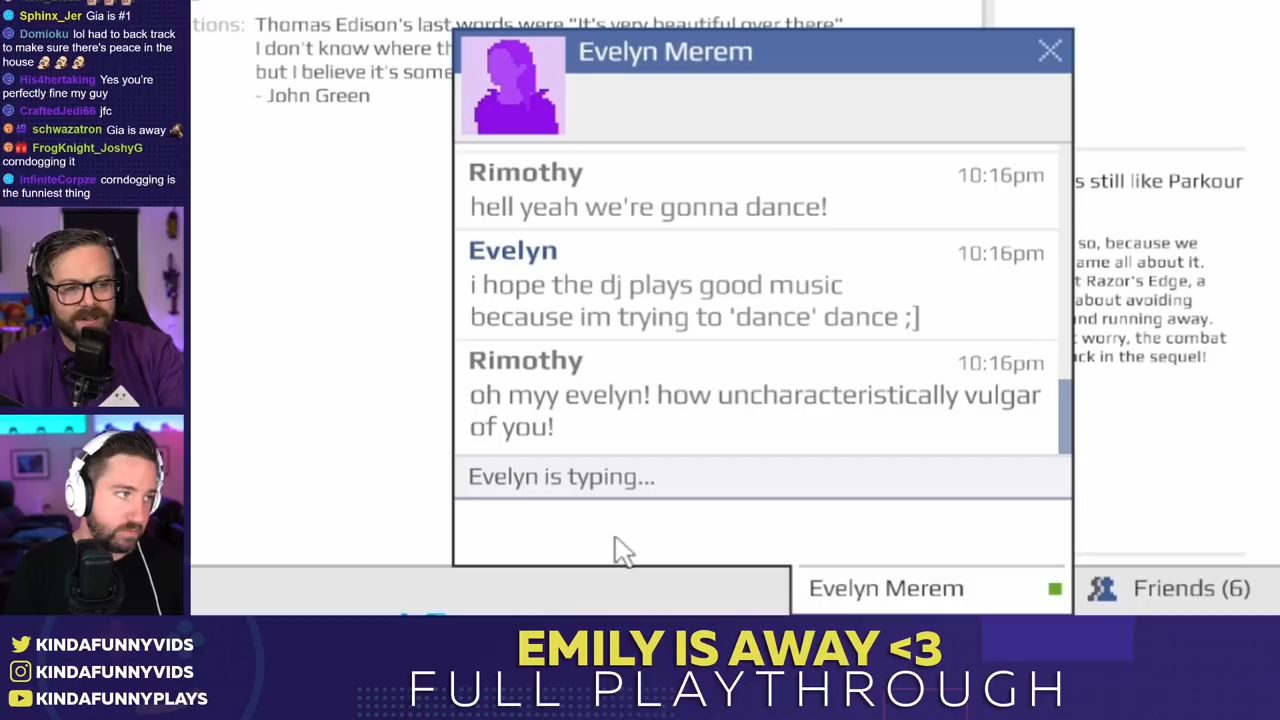 Sphinx_Jer Gia is #1
Domioku lol had to back track
to make sure there's peace in the
house
His4hertaking Yes you're
perfectly fine my guy
CraftedJedi66 jfc
schwazatron Gia is away
FrogKnight_JoshyG
corndogging it
InfiniteCorpze corndogging is
the funniest thing
tions: Thomas Edison's last words were "It's very beautiful over there"
I don't know where th
but I believe it's some
- John Green
Evelyn Merem
Rimothy 10:16pm
hell yeah we're gonna dance!
Evelyn 10:16pm
i hope the dj plays good music
because im trying to 'dance' dance ;]
Rimothy 10:16pm
oh myy evelyn! how uncharacteristically vulgar
of you!
Evelyn is typing...
s still like Parkour
so, because we
ame all about it.
t Razor's Edge, a
about avoiding
nd running away.
t worry, the combat
ck in the sequel!
Evelyn Merem
Friends (6)
KINDAFUNNYVIDS
KINDAFUNNYVIDS
KINDAFUNNYPLAYS
EMILY IS AWAY <3
FULL PLAYTHROUGH